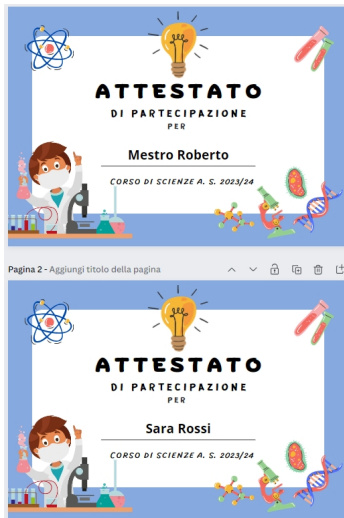 ATTESTATO
DI PARTECIPAZIONE
PER
Mestro Roberto
CORSO DI SCIENZE A. S. 2023/24
Pagina 2 - Aggiungi titolo della pagina
ATTESTATO
DI PARTECIPAZIONE
PER
Sara Rossi
CORSO DI SCIENZE A. S. 2023/24